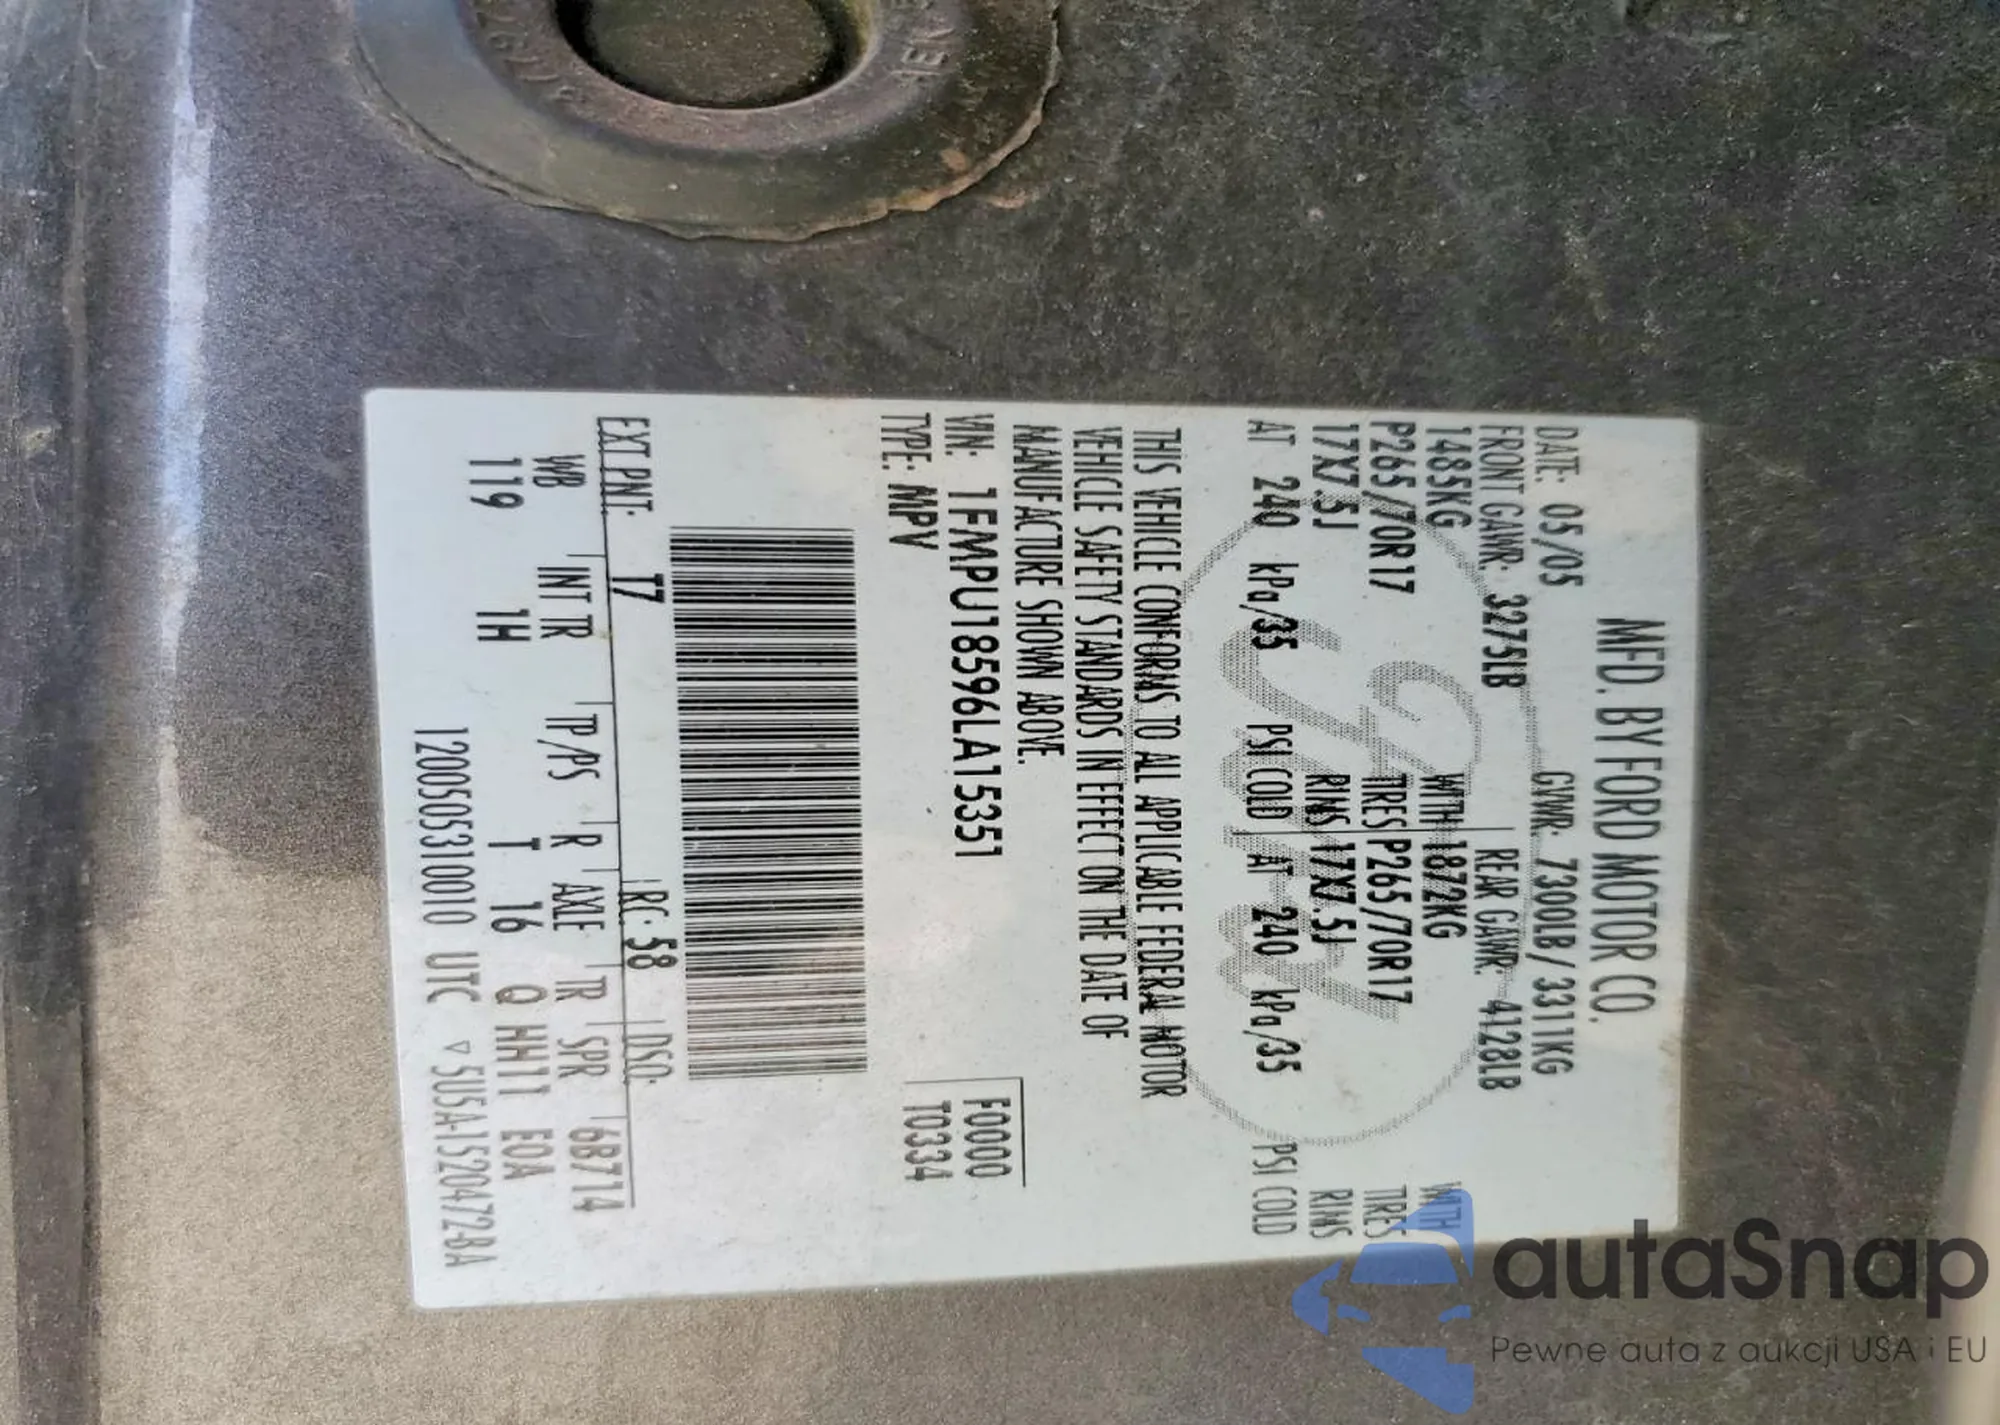 MFD. BY FORD MOTOR CO.
DATE: 05/05 GVWR: 7300LB/ 3311KG
FRONT GAWR: 3275LB REAR GAWR: 4128LB
1485KG WITH 1872KG WITH
P265/70R17 TIRES P265/70R17 TIRES
17X7.5J RIMS 17X7.5J RIMS
AT 240 kPa/35 PSI COLD AT 240 kPa/35 PSI COLD
THIS VEHICLE CONFORMS TO ALL APPLICABLE FEDERAL MOTOR
VEHICLE SAFETY STANDARDS IN EFFECT ON THE DATE OF
MANUFACTURE SHOWN ABOVE.
VIN: 1FMPU18596LA15351 F0000
TYPE: MPV T0334
EXT PNT: T7 RC: 58 DSO:
WB INT TR TP/PS R AXLE TR SPR 6B714
119 1H T 16 Q HH11 EOA
120050531001O UTC ▽ 5U5A-1520472-BA
autaSnap
Pewne auta z aukcji USA i EU